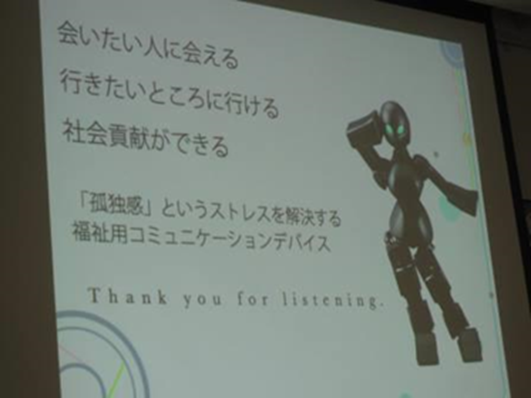 会いたい人に会える
行きたいところに行ける
社会貢献ができる
「孤独感」というストレスを解決する
福祉用コミュニケーションデバイス
Thank you for listening.